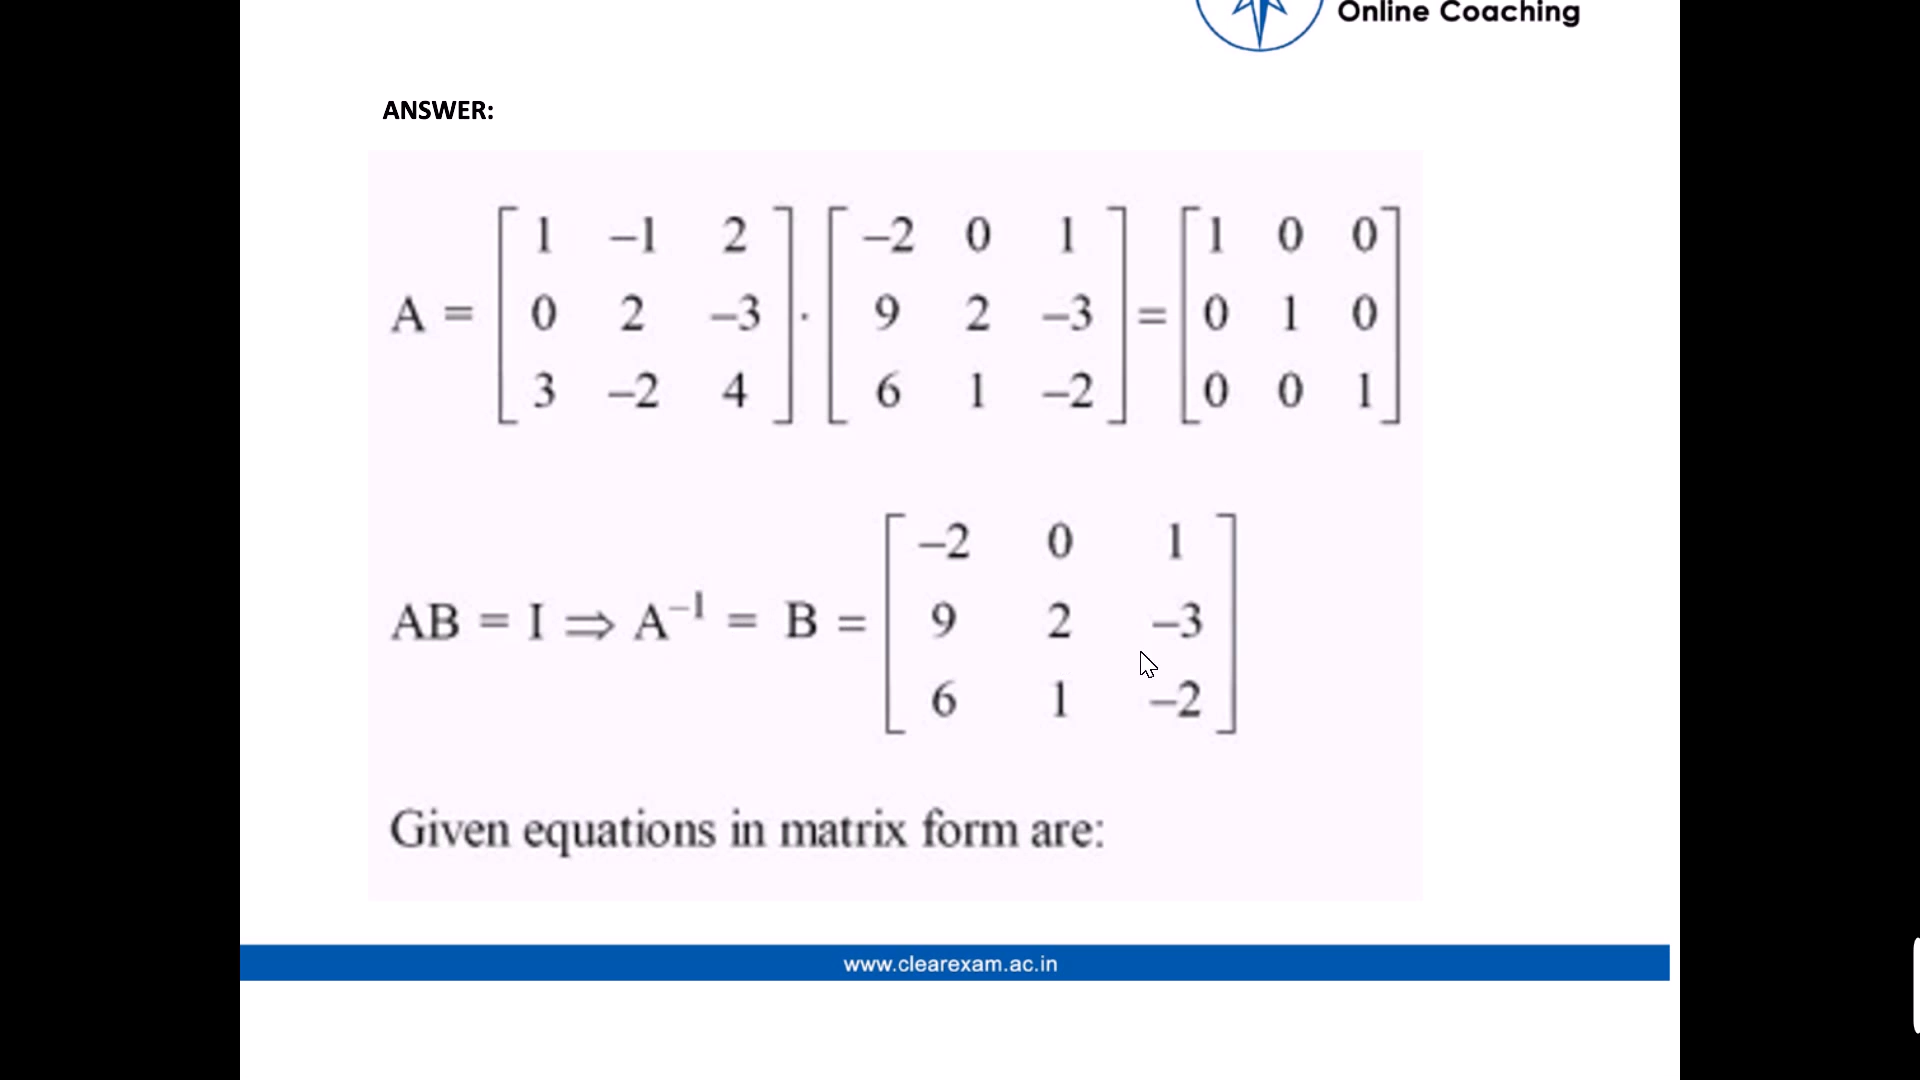 Online Coaching
ANSWER:
A = [ 1 –1 2 ] . [ –2 0 1 ] = [ 1 0 0 ]
[ 0 2 –3 ] [ 9 2 –3 ] [ 0 1 0 ]
[ 3 –2 4 ] [ 6 1 –2 ] [ 0 0 1 ]
AB = I ⇒ A⁻¹ = B = [ –2 0 1 ]
[ 9 2 –3 ]
[ 6 1 –2 ]
Given equations in matrix form are:
www.clearexam.ac.in